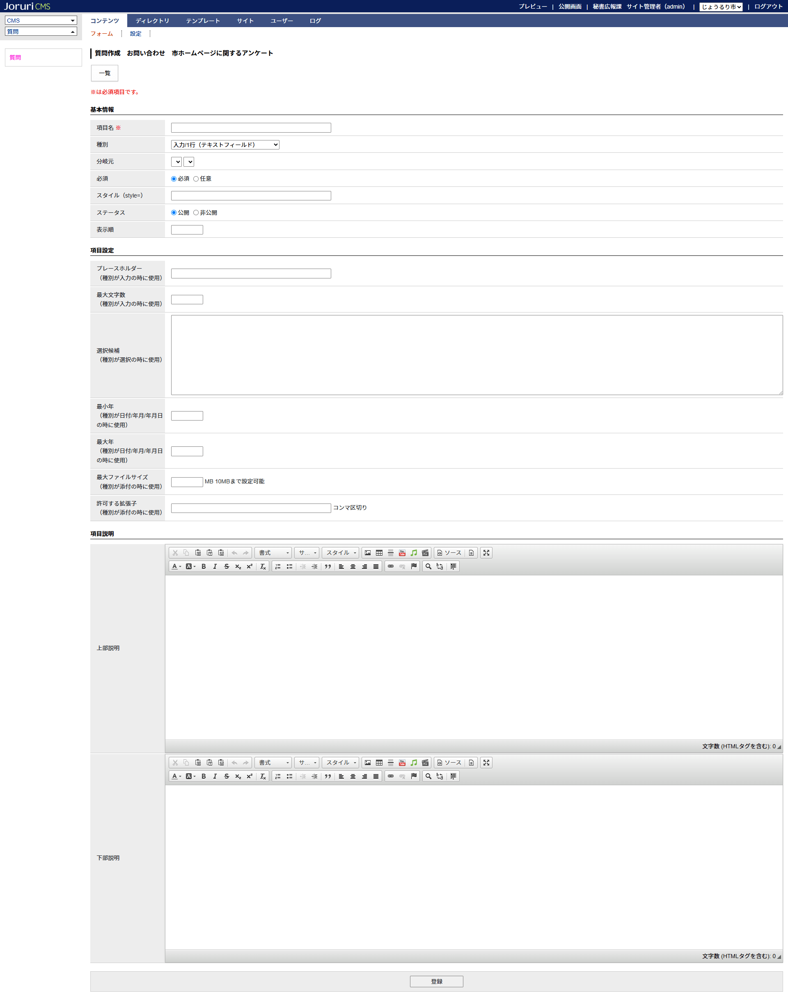 Joruri CMS
プレビュー | 公開画面 | 秘書広報課 サイト管理者（admin） | じょうるり市 | ログアウト
CMS
質問
コンテンツ ディレクトリ テンプレート サイト ユーザー ログ
フォーム 設定
質問
質問作成 お問い合わせ 市ホームページに関するアンケート
一覧
※は必須項目です。
基本情報
項目名 ※
種別 入力/1行（テキストフィールド）
分岐元
必須 必須 任意
スタイル（style=）
ステータス 公開 非公開
表示順
項目設定
プレースホルダー
（種別が入力の時に使用）
最大文字数
（種別が入力の時に使用）
選択候補
（種別が選択の時に使用）
最小年
（種別が日付/年月/年月日
の時に使用）
最大年
（種別が日付/年月/年月日
の時に使用）
最大ファイルサイズ
（種別が添付の時に使用）
MB 10MBまで設定可能
許可する拡張子
（種別が添付の時に使用）
コンマ区切り
項目説明
書式 サ... スタイル You Tube ソース
A A B I S x₂ x² Tx
上部説明
文字数 (HTMLタグを含む): 0
書式 サ... スタイル You Tube ソース
A A B I S x₂ x² Tx
下部説明
文字数 (HTMLタグを含む): 0
登録